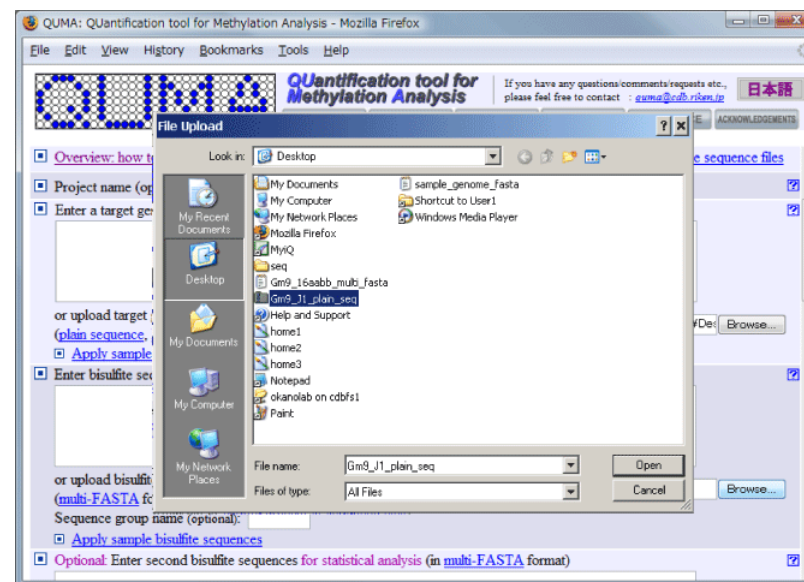 QUMA: QUantification tool for Methylation Analysis - Mozilla Firefox
File Edit View History Bookmarks Tools Help
QUMA
QUantification tool for
Methylation Analysis
If you have any questions/comments/requests etc.,
please feel free to contact : quma@cdb.riken.jp
日本語
ACKNOWLEDGEMENTS
File Upload
Look in: Desktop
Overview: how t
e sequence files
Project name (op
Enter a target ge
or upload target
(plain sequence,
Apply sample
Browse...
Enter bisulfite sec
or upload bisulfit
(multi-FASTA fo
Browse...
Sequence group name (optional):
Apply sample bisulfite sequences
Optional: Enter second bisulfite sequences for statistical analysis (in multi-FASTA format)
My Recent
Documents
Desktop
My Documents
My Computer
My Network
Places
My Documents
My Computer
My Network Places
Mozilla Firefox
MyiQ
seq
Gm9_16aabb_multi_fasta
Gm9_J1_plain_seq
Help and Support
home1
home2
home3
Notepad
okanolab on cdbfs1
Paint
sample_genome_fasta
Shortcut to User1
Windows Media Player
File name: Gm9_J1_plain_seq
Open
Files of type: All Files
Cancel